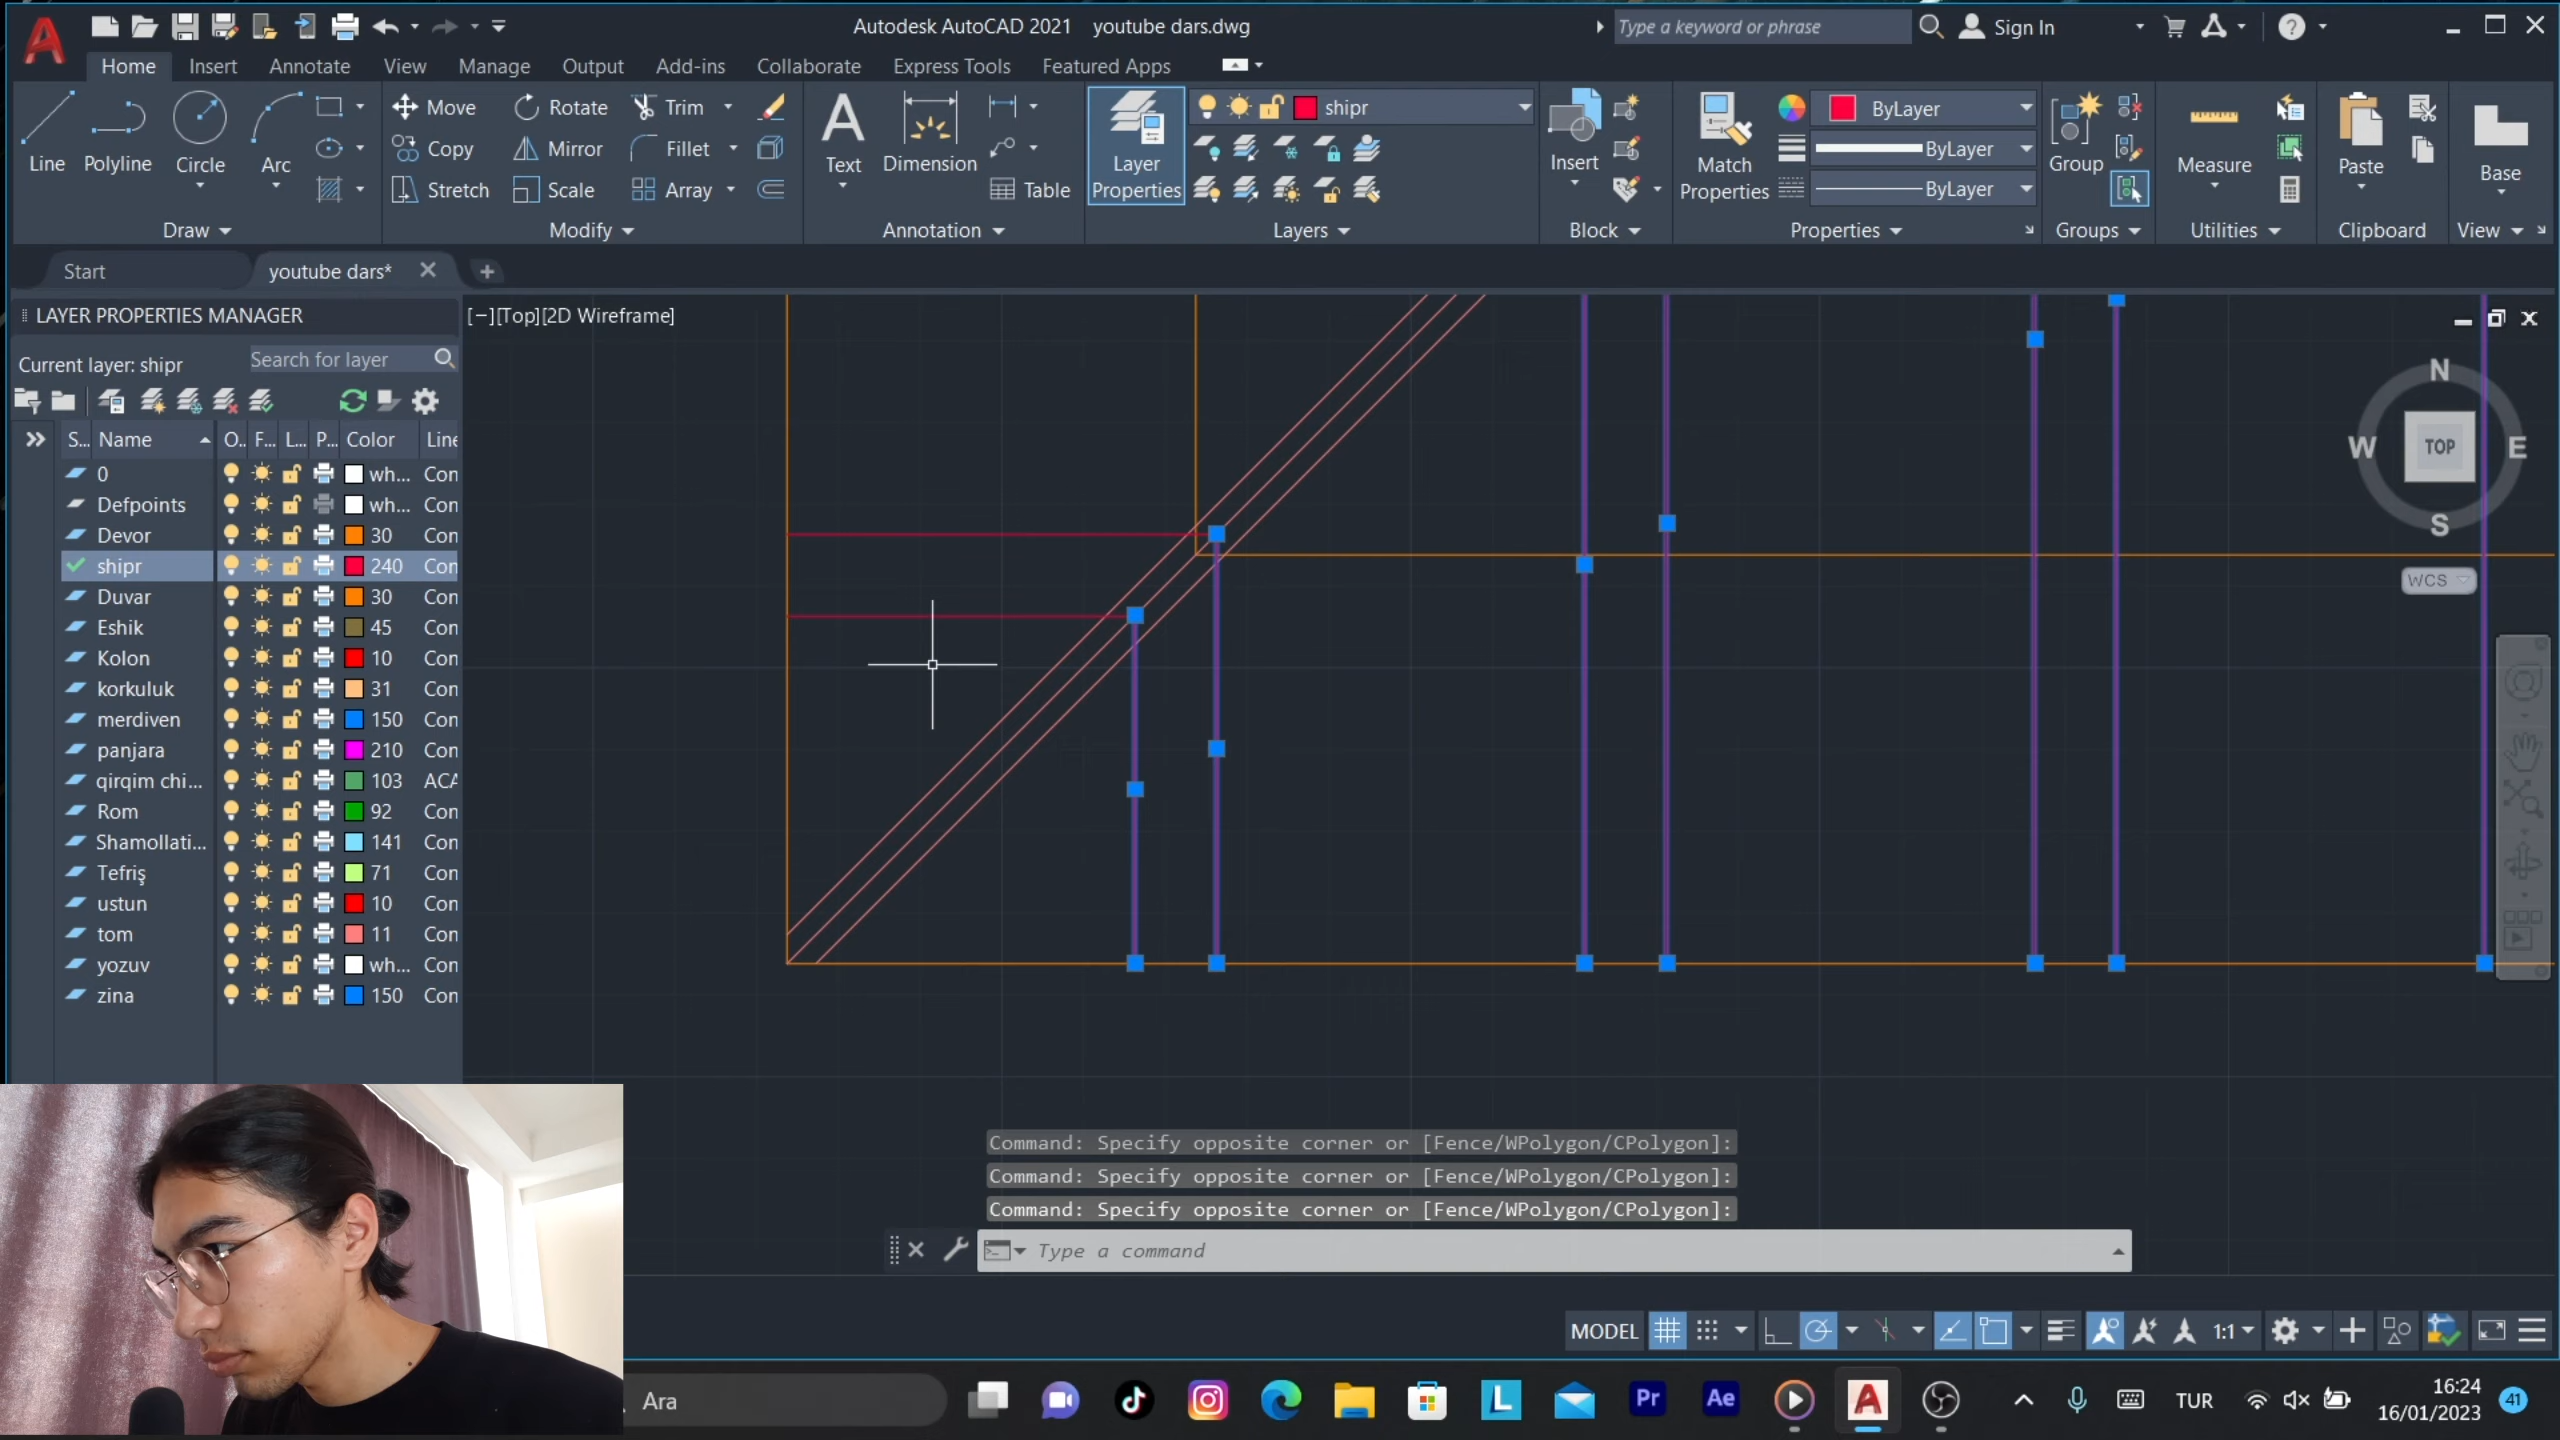 Autodesk AutoCAD 2021 youtube dars.dwg
Type a keyword or phrase
Sign In
Home Insert Annotate View Manage Output Add-ins Collaborate Express Tools Featured Apps
Line Polyline Circle Arc
Move Rotate Trim
Copy Mirror Fillet
Stretch Scale Array
Text Dimension Table
Layer Properties
shipr
Insert
Match Properties
ByLayer
ByLayer
ByLayer
Group
Measure
Paste
Base
Draw Modify Annotation Layers Block Properties Groups Utilities Clipboard View
Start youtube dars*
LAYER PROPERTIES MANAGER
[−][Top][2D Wireframe]
Current layer: shipr
Search for layer
S... Name O.. F... L... P... Color Line
0 wh... Con
Defpoints wh... Con
Devor 30 Con
shipr 240 Con
Duvar 30 Con
Eshik 45 Con
Kolon 10 Con
korkuluk 31 Con
merdiven 150 Con
panjara 210 Con
qirqim chi... 103 ACA
Rom 92 Con
Shamollati... 141 Con
Tefriş 71 Con
ustun 10 Con
tom 11 Con
yozuv wh... Con
zina 150 Con
N
W TOP E
S
WCS
Command: Specify opposite corner or [Fence/WPolygon/CPolygon]:
Command: Specify opposite corner or [Fence/WPolygon/CPolygon]:
Command: Specify opposite corner or [Fence/WPolygon/CPolygon]:
Type a command
MODEL 1:1
Ara
L
Pr
Ae
A
TUR
16:24
16/01/2023
41